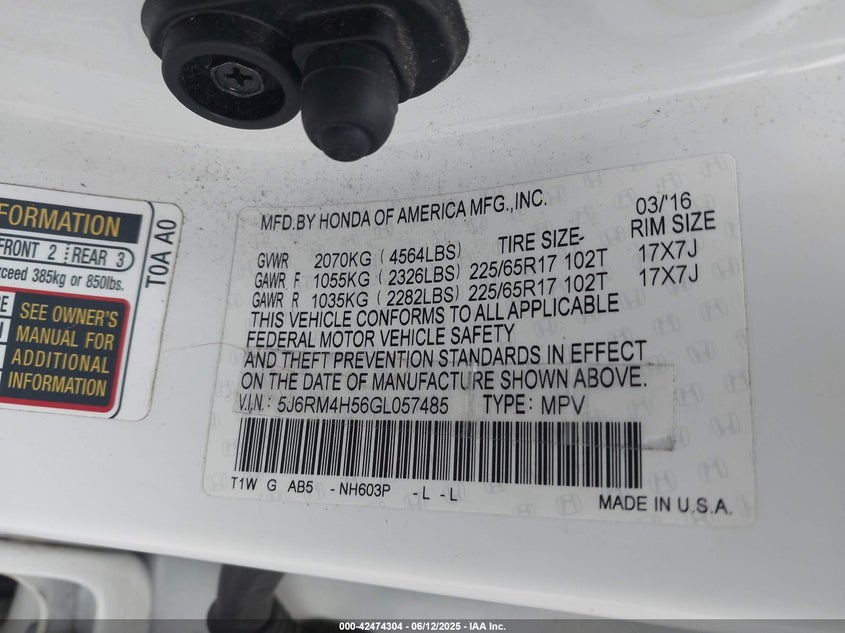 FORMATION
FRONT 2 REAR 3
exceed 385kg or 850lbs.
SEE OWNER'S
MANUAL FOR
ADDITIONAL
INFORMATION
T0A A0
MFD.BY HONDA OF AMERICA MFG.,INC. 03/'16
GVWR 2070KG (4564LBS) TIRE SIZE- RIM SIZE
GAWR F 1055KG (2326LBS) 225/65R17 102T 17X7J
GAWR R 1035KG (2282LBS) 225/65R17 102T 17X7J
THIS VEHICLE CONFORMS TO ALL APPLICABLE
FEDERAL MOTOR VEHICLE SAFETY
AND THEFT PREVENTION STANDARDS IN EFFECT
ON THE DATE OF MANUFACTURE SHOWN ABOVE.
V.I.N.: 5J6RM4H56GL057485 TYPE: MPV
T1W G AB5 -NH603P -L -L
MADE IN U.S.A.
000-42474304 - 06/12/2025 - IAA Inc.